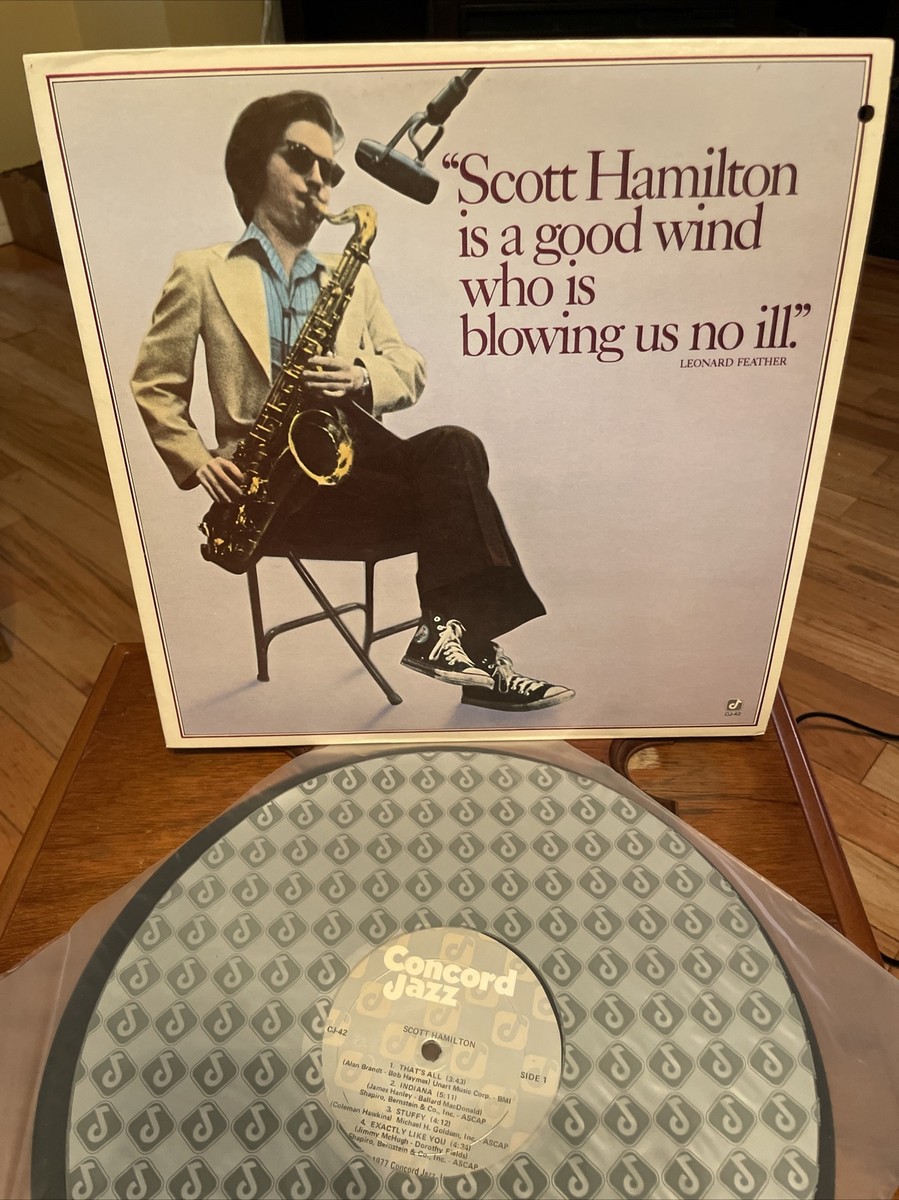 “Scott Hamilton
is a good wind
who is
blowing us no ill.”
LEONARD FEATHER
CJ-42
Concord
Jazz
CJ-42
SCOTT HAMILTON
SIDE 1
1. THAT'S ALL (3:43)
(Alan Brandt - Bob Haymes) Unart Music Corp. - BMI
2. INDIANA (5:11)
(James Hanley - Ballard MacDonald)
Shapiro, Bernstein & Co., Inc. - ASCAP
3. STUFFY (4:12)
(Coleman Hawkins) Michael H. Goldsen, Inc. - ASCAP
4. EXACTLY LIKE YOU (4:34)
(Jimmy McHugh - Dorothy Fields)
Shapiro, Bernstein & Co., Inc. - ASCAP
1977 Concord Jazz,